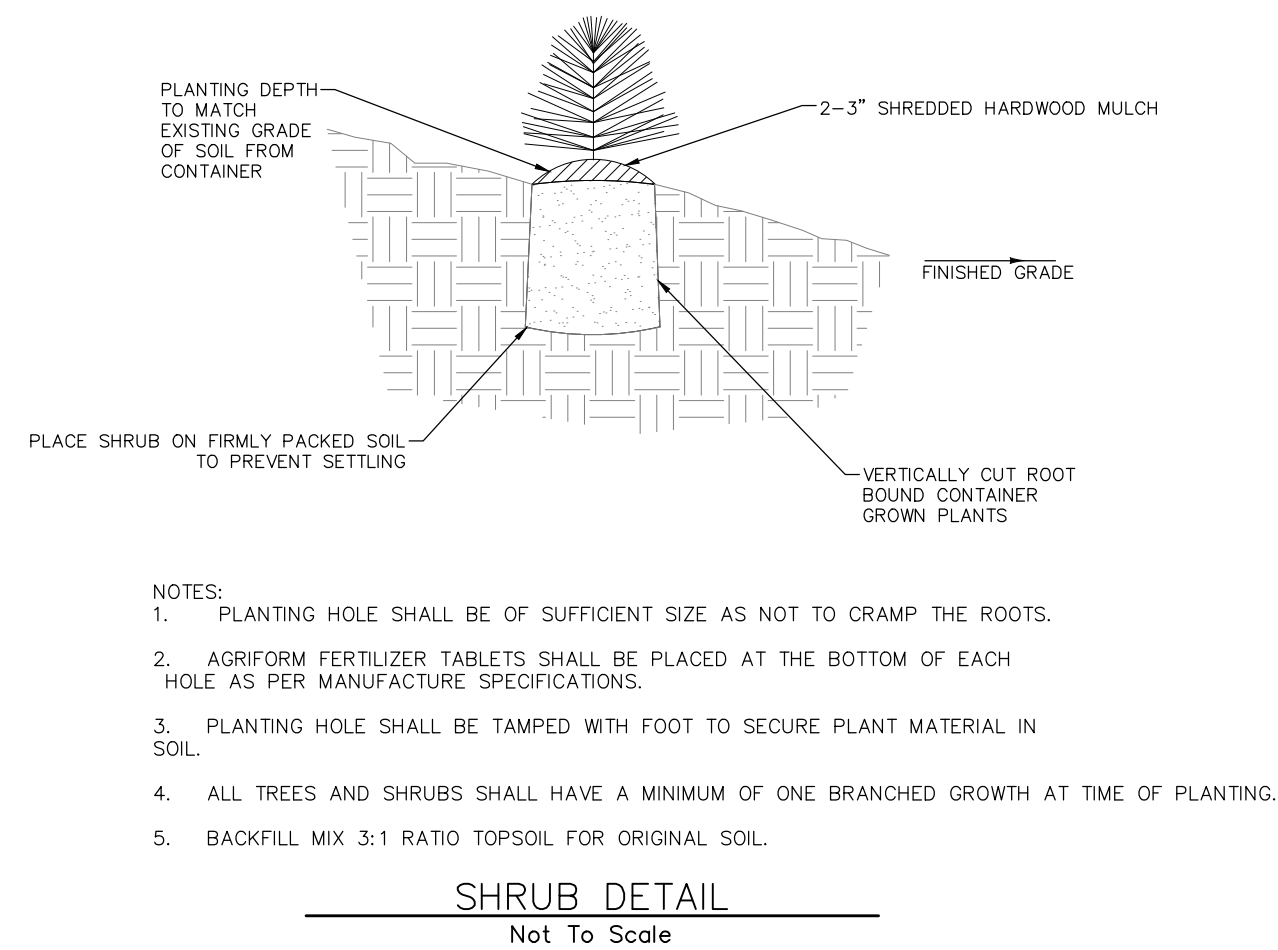 PLANTING DEPTH
TO MATCH
EXISTING GRADE
OF SOIL FROM
CONTAINER
2-3" SHREDDED HARDWOOD MULCH
FINISHED GRADE
PLACE SHRUB ON FIRMLY PACKED SOIL
TO PREVENT SETTLING
VERTICALLY CUT ROOT
BOUND CONTAINER
GROWN PLANTS
NOTES:
1. PLANTING HOLE SHALL BE OF SUFFICIENT SIZE AS NOT TO CRAMP THE ROOTS.
2. AGRIFORM FERTILIZER TABLETS SHALL BE PLACED AT THE BOTTOM OF EACH
HOLE AS PER MANUFACTURE SPECIFICATIONS.
3. PLANTING HOLE SHALL BE TAMPED WITH FOOT TO SECURE PLANT MATERIAL IN
SOIL.
4. ALL TREES AND SHRUBS SHALL HAVE A MINIMUM OF ONE BRANCHED GROWTH AT TIME OF PLANTING.
5. BACKFILL MIX 3:1 RATIO TOPSOIL FOR ORIGINAL SOIL.
SHRUB DETAIL
Not To Scale